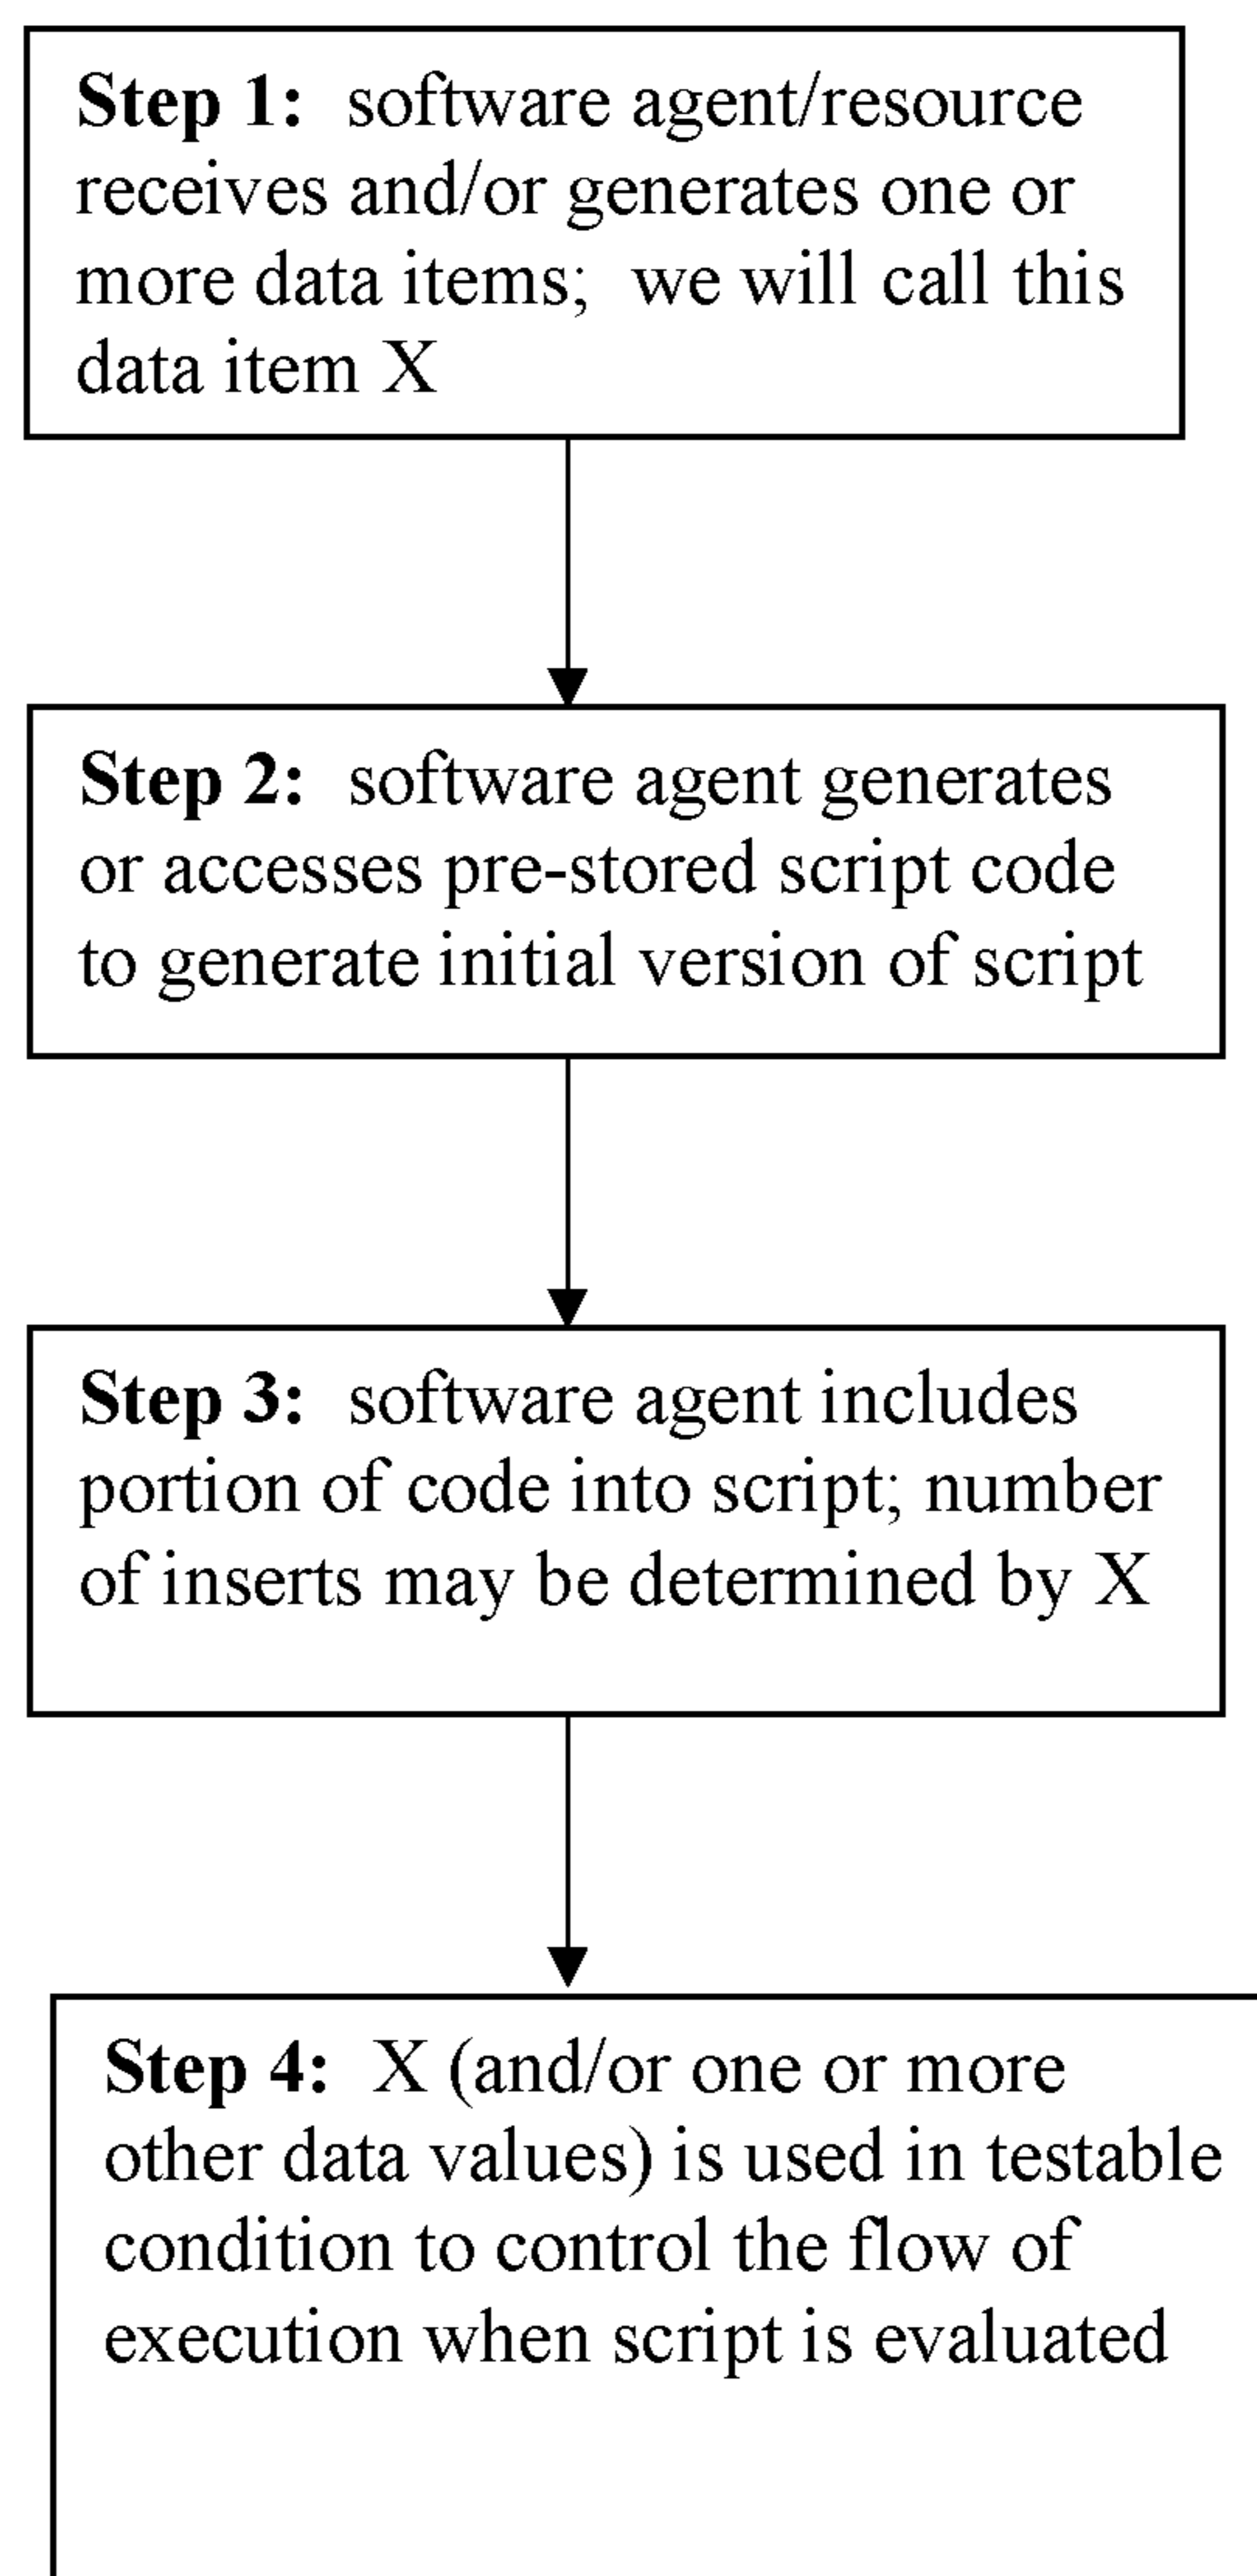 Step 1: software agent/resource
receives and/or generates one or
more data items; we will call this
data item X
Step 2: software agent generates
or accesses pre-stored script code
to generate initial version of script
Step 3: software agent includes
portion of code into script; number
of inserts may be determined by X
Step 4: X (and/or one or more
other data values) is used in testable
condition to control the flow of
execution when script is evaluated